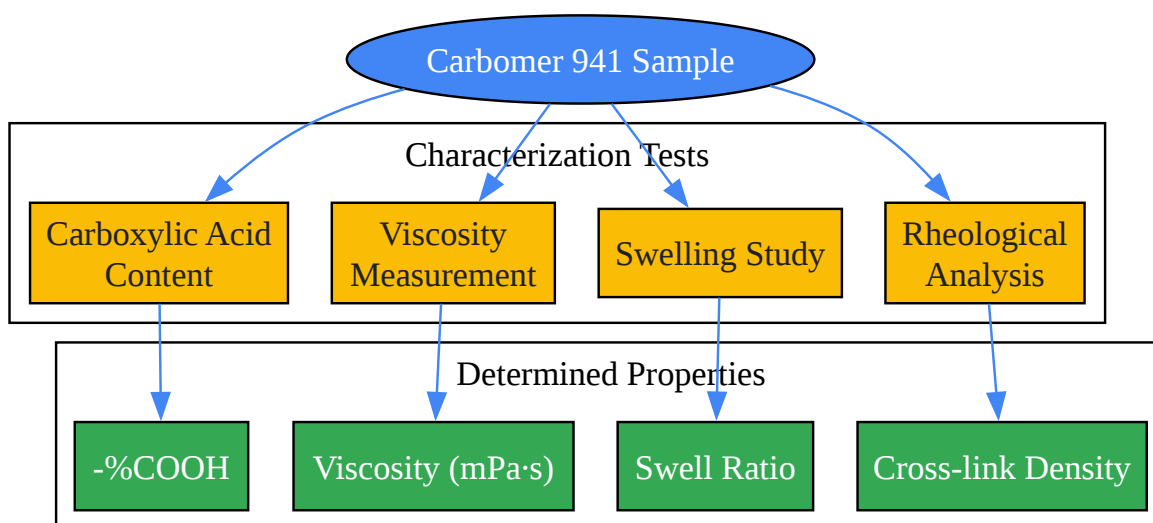 Carbomer 941 Sample
Characterization Tests
Carboxylic Acid
Content
Viscosity
Measurement
Swelling Study
Rheological
Analysis
Determined Properties
-%COOH
Viscosity (mPa·s)
Swell Ratio
Cross-link Density